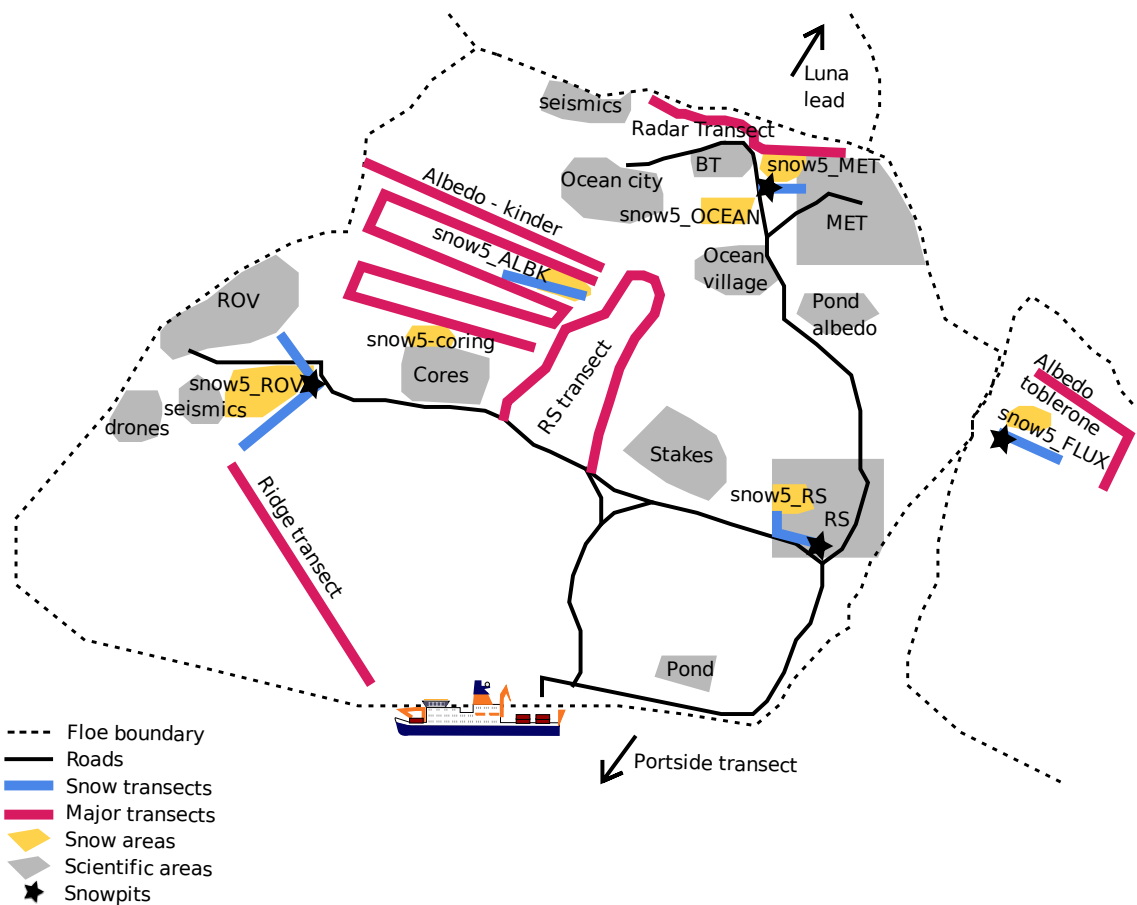 Luna
lead
seismics
Radar Transect
BT
snow5_MET
Ocean city
Albedo - kinder
snow5_OCEAN
MET
snow5_ALBK
Ocean
village
ROV
Pond
albedo
snow5-coring
Cores
Albedo
toblerone
snow5_ROV
seismics
drones
RS transect
snow5_FLUX
Stakes
snow5_RS
RS
Ridge transect
Pond
Portside transect
Floe boundary
Roads
Snow transects
Major transects
Snow areas
Scientific areas
Snowpits